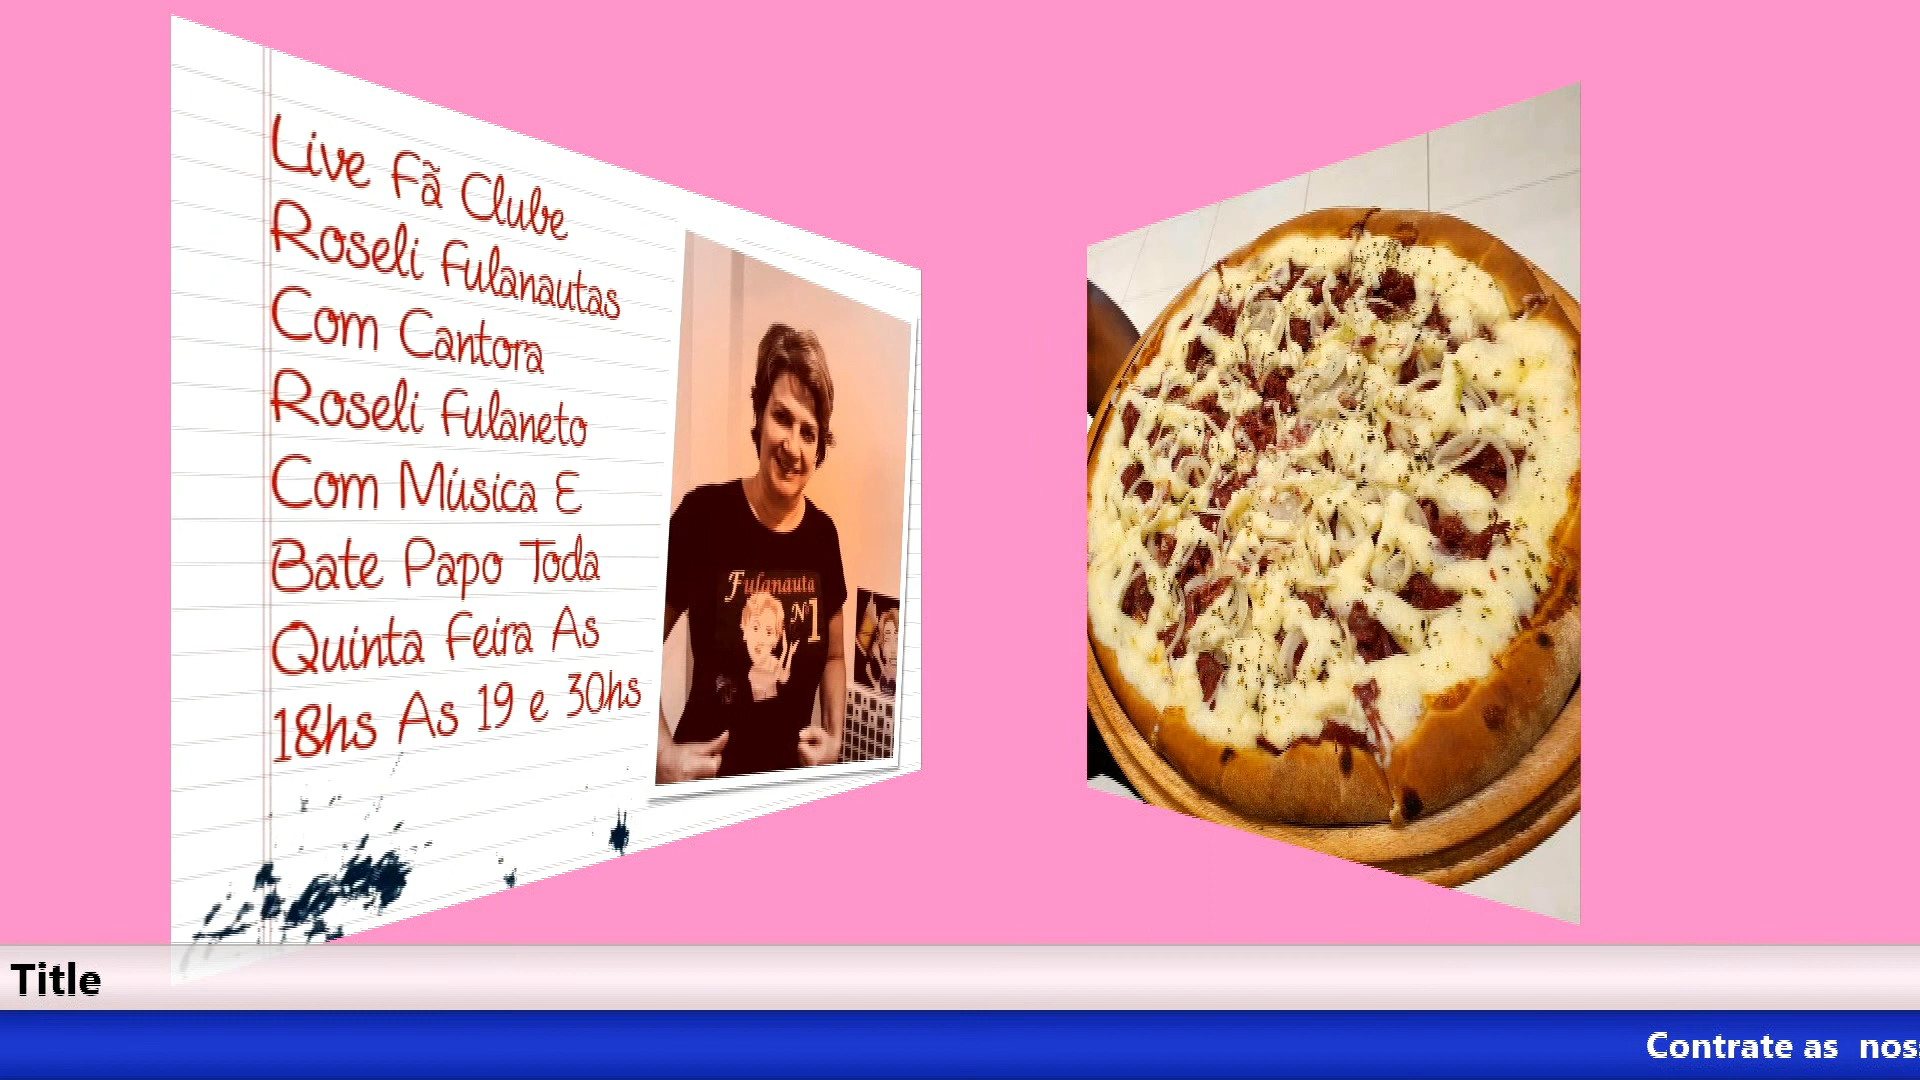 Live Fã Clube
Roseli Fulanautas
Com Cantora
Roseli Fulaneto
Com Música E
Bate Papo Toda
Quinta Feira As
18hs As 19 e 30hs
Fulanauta
Nº1
Title
Contrate as nos